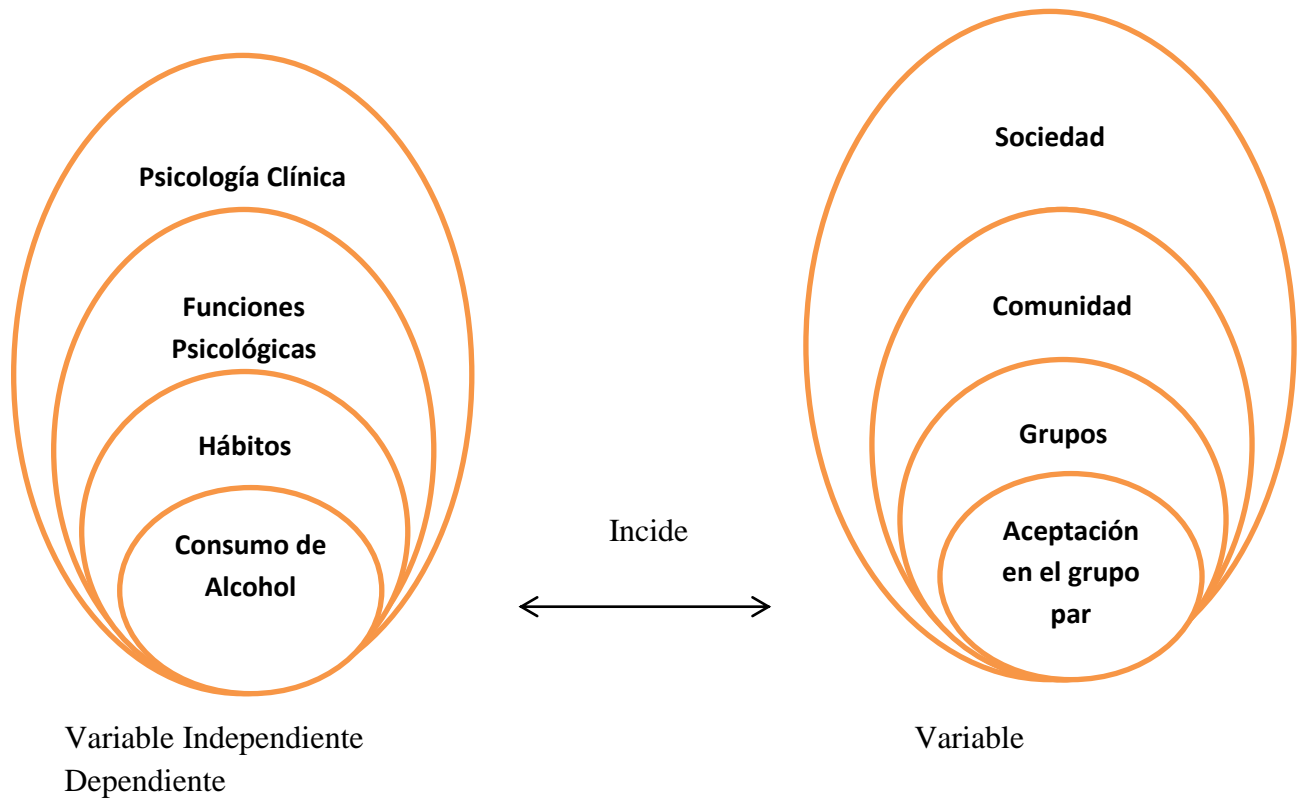 Psicología Clínica
Funciones
Psicológicas
Hábitos
Consumo de
Alcohol
Incide
Sociedad
Comunidad
Grupos
Aceptación
en el grupo
par
Variable Independiente Variable
Dependiente